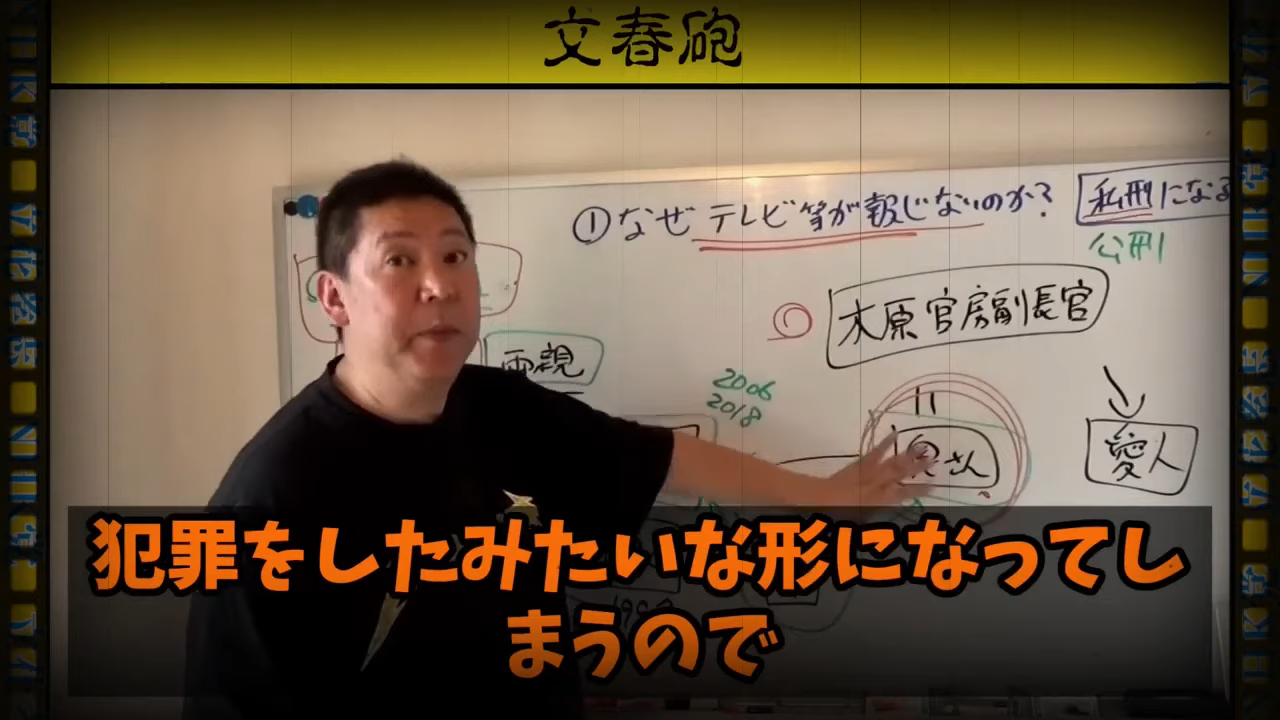 文春砲
①なぜテレビ等が報じないのか? 私刑になる
公刑
木原官房副長官
両親
2006
2018
奥さん
愛人
犯罪をしたみたいな形になってし
まうので